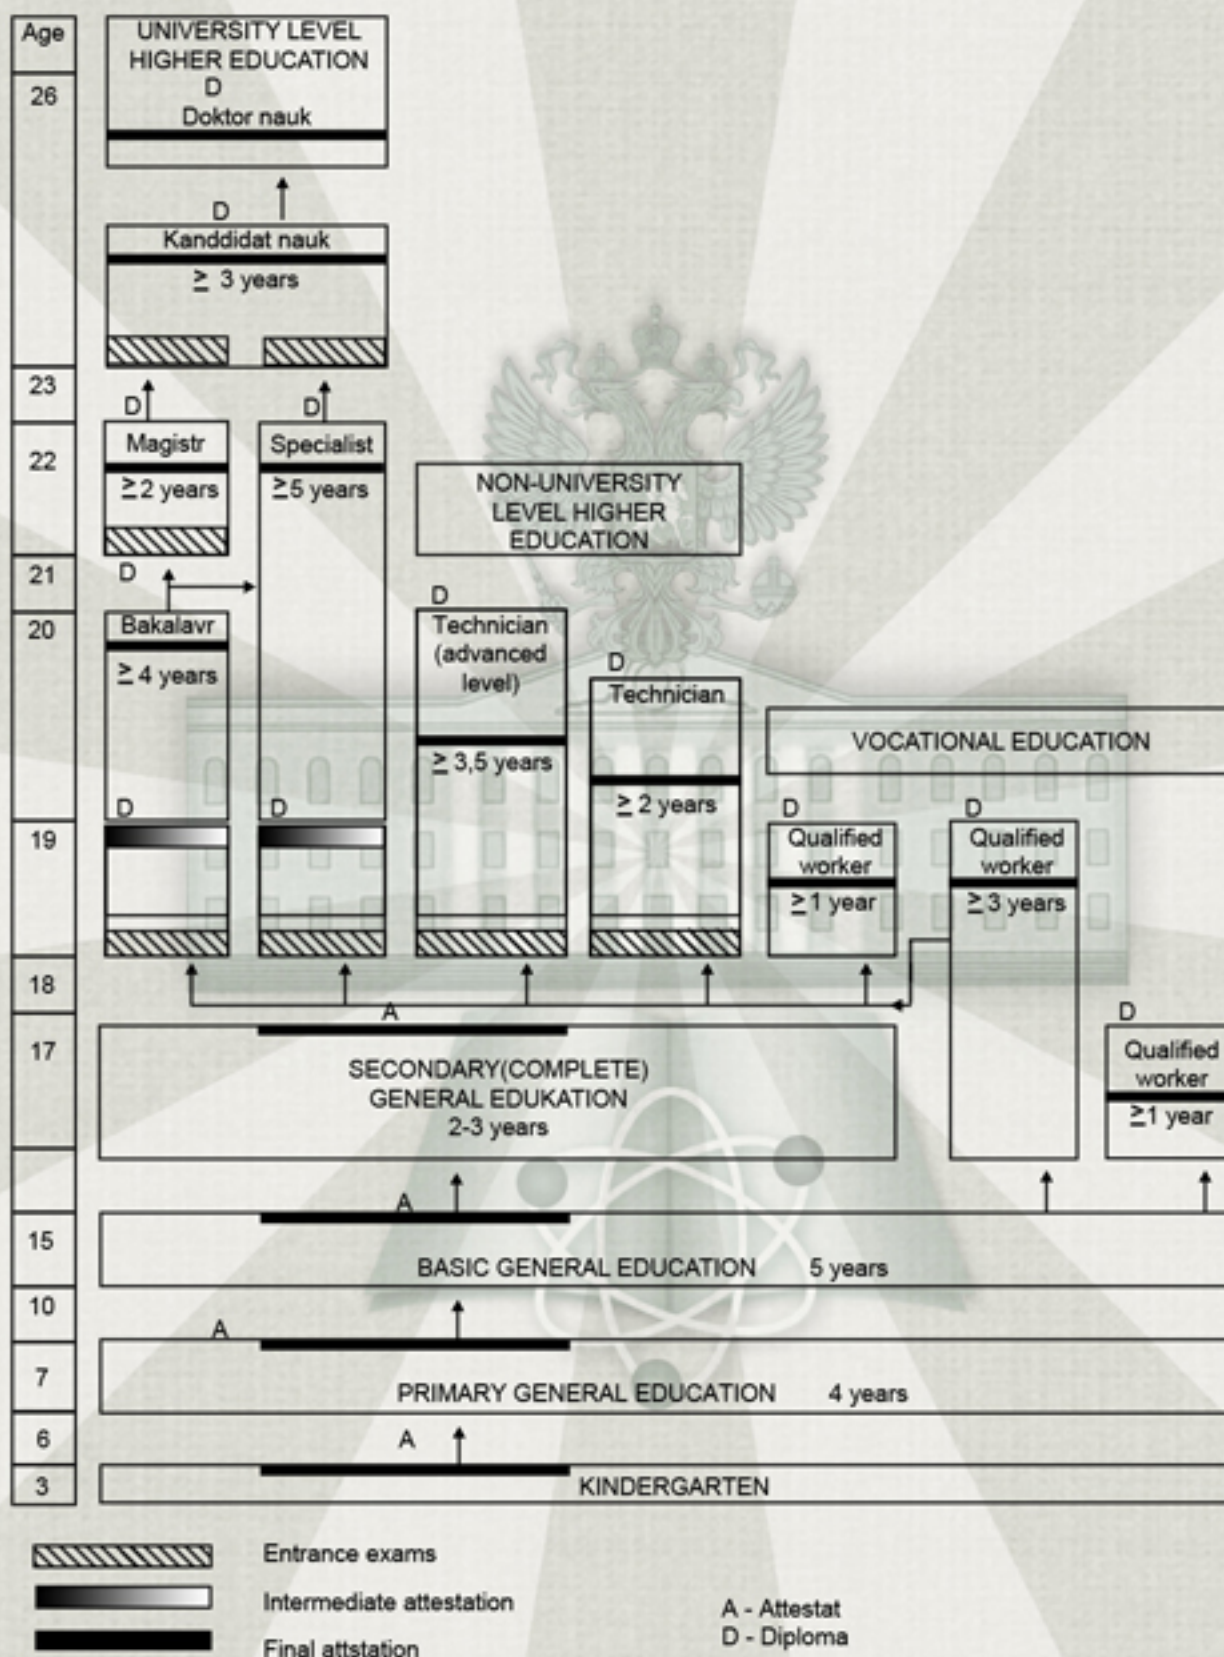 Age
UNIVERSITY LEVEL
HIGHER EDUCATION
D
Doktor nauk
26
D
Kanddidat nauk
≥ 3 years
23
D
D
Magistr
Specialist
22
≥2 years
≥5 years
NON-UNIVERSITY
LEVEL HIGHER
EDUCATION
21
D
D
20
Bakalavr
Technician
(advanced
level)
≥ 4 years
D
Technician
≥ 3,5 years
VOCATIONAL EDUCATION
≥ 2 years
D
D
D
D
19
Qualified
worker
Qualified
worker
≥1 year
≥ 3 years
18
A
D
17
SECONDARY(COMPLETE)
GENERAL EDUKATION
2-3 years
Qualified
worker
≥1 year
A
15
BASIC GENERAL EDUCATION 5 years
10
A
7
PRIMARY GENERAL EDUCATION 4 years
6
A
3
KINDERGARTEN
Entrance exams
Intermediate attestation
Final attstation
A - Attestat
D - Diploma